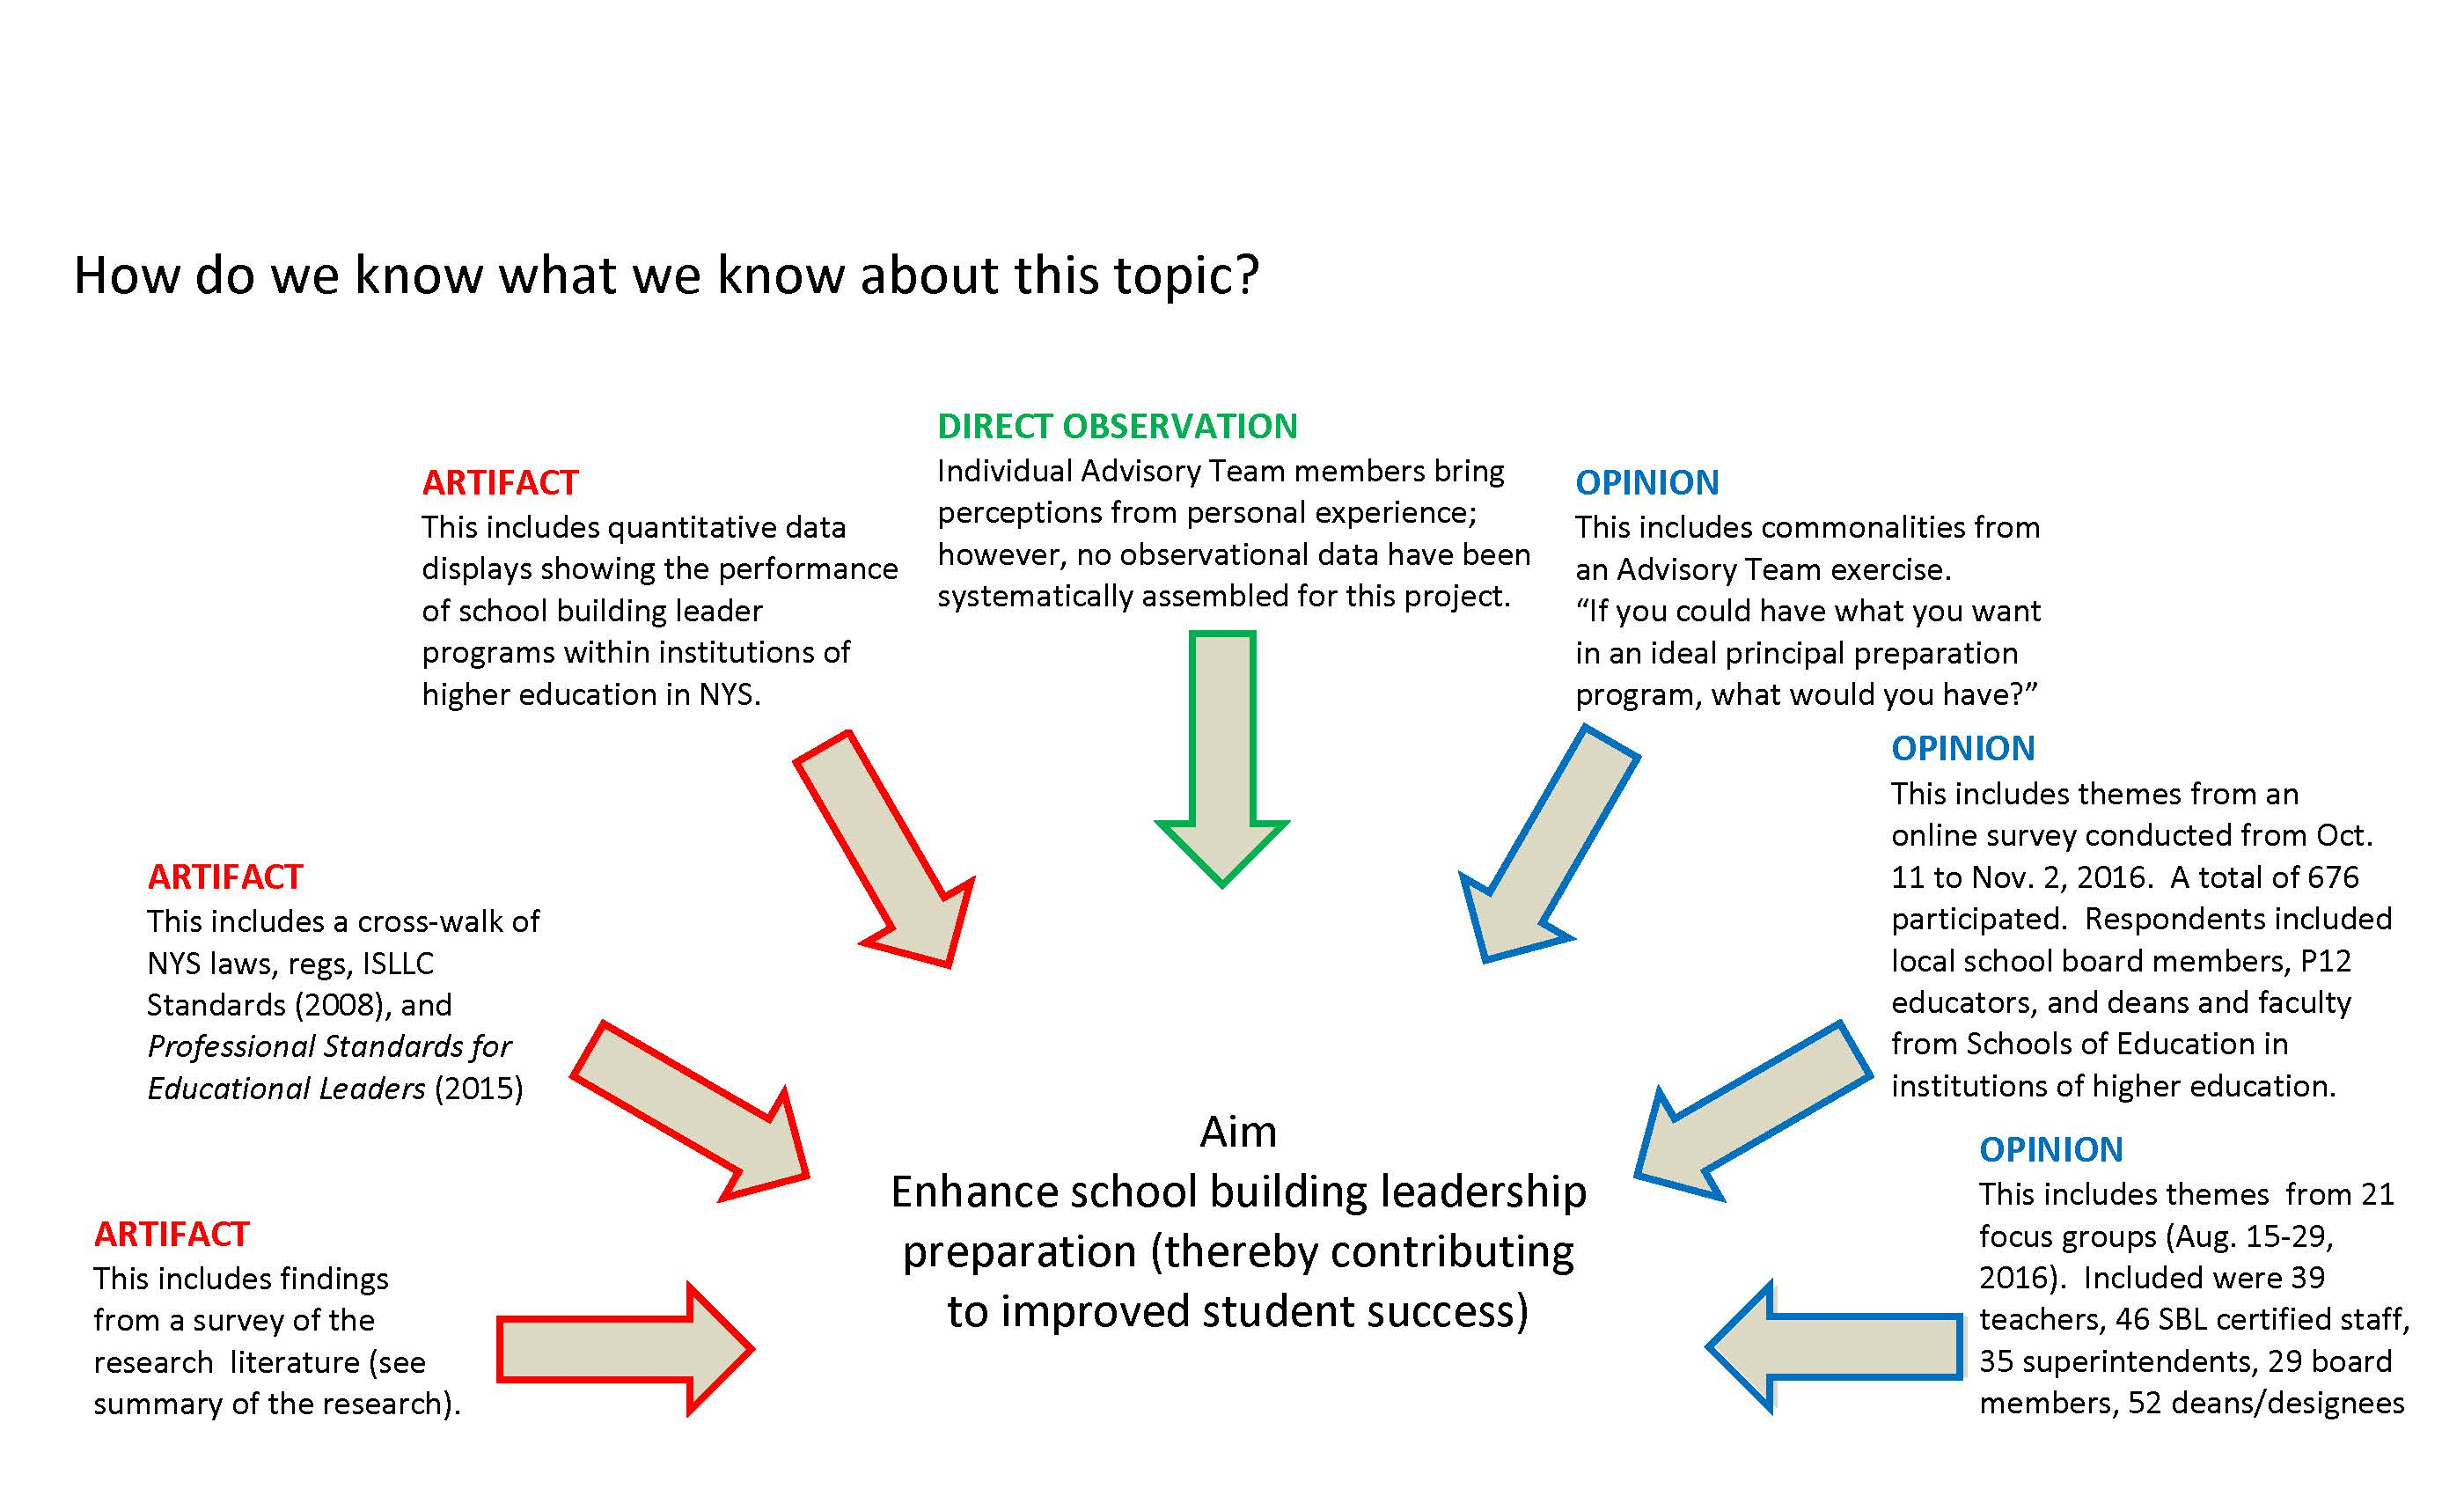 How do we know what we know about this topic?
DIRECT OBSERVATION
Individual Advisory Team members bring
perceptions from personal experience;
however, no observational data have been
systematically assembled for this project.
ARTIFACT
This includes quantitative data
displays showing the performance
of school building leader
programs within institutions of
higher education in NYS.
OPINION
This includes commonalities from
an Advisory Team exercise.
“If you could have what you want
in an ideal principal preparation
program, what would you have?”
OPINION
This includes themes from an
online survey conducted from Oct.
11 to Nov. 2, 2016.  A total of 676
participated.  Respondents included
local school board members, P12
educators, and deans and faculty
from Schools of Education in
institutions of higher education.
ARTIFACT
This includes a cross-walk of
NYS laws, regs, ISLLC
Standards (2008), and
Professional Standards for
Educational Leaders (2015)
Aim
Enhance school building leadership
preparation (thereby contributing
to improved student success)
OPINION
This includes themes  from 21
focus groups (Aug. 15-29,
2016).  Included were 39
teachers, 46 SBL certified staff,
35 superintendents, 29 board
members, 52 deans/designees
ARTIFACT
This includes findings
from a survey of the
research  literature (see
summary of the research).